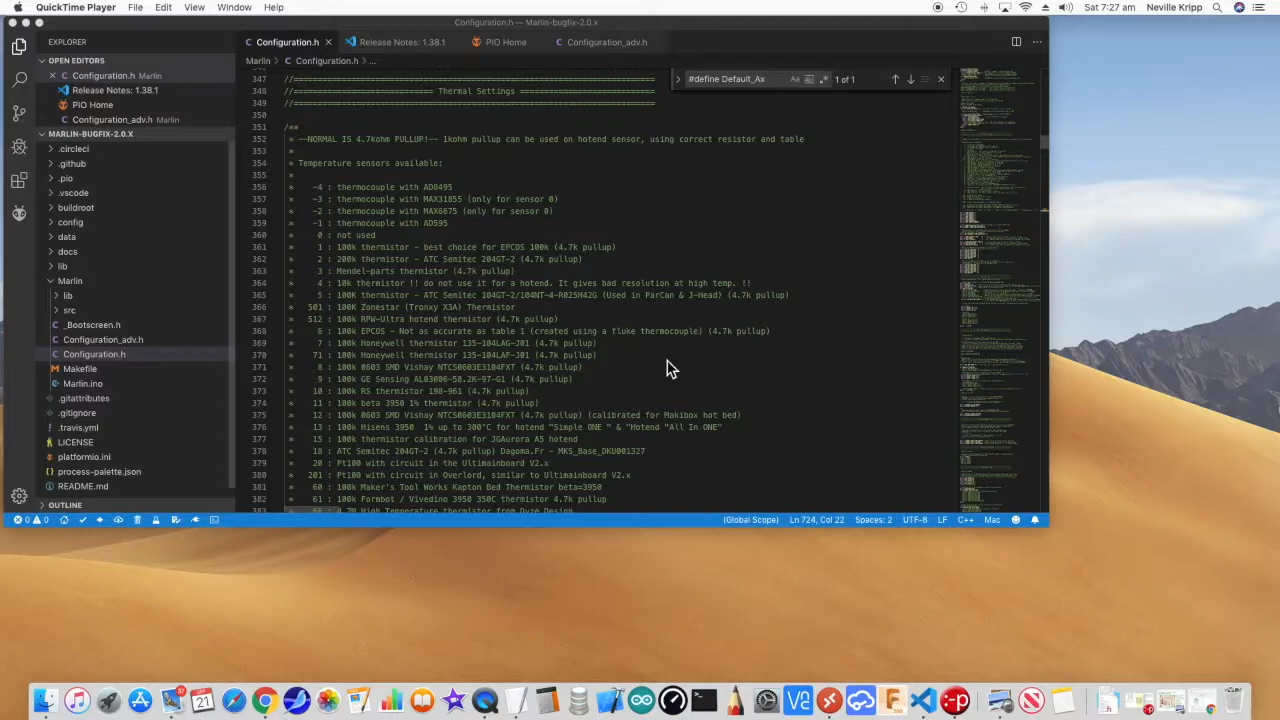 QuickTime Player File Edit View Window Help Sat 7:27 am Neville Kripp
Configuration.h — Marlin-bugfix-2.0.x
EXPLORER
Configuration.h
Release Notes: 1.38.1
PIO Home
Configuration_adv.h
OPEN EDITORS
Configuration.h Marlin
Release Notes: 1.38.1
PIO Home
Configuration_adv.h Marlin
MARLIN-BUGFIX-2.0.X
.circleci
.github
.pio
.vscode
buildroot
config
data
docs
lib
Marlin
lib
src
_Bootscreen.h
Configuration_adv.h
Configuration.h
Makefile
Marlin.ino
.gitattributes
.gitignore
.travis.yml
LICENSE
platformio.ini
process-palette.json
README.md
OUTLINE
Marlin > Configuration.h > ...
#define Default_Ax Aa 1 of 1
347 //===========================================================================
348 //============================= Thermal Settings ============================
349 //===========================================================================
350
351 /**
352 * --NORMAL IS 4.7kohm PULLUP!-- 1kohm pullup can be used on hotend sensor, using correct resistor and table
353 *
354 * Temperature sensors available:
355 *
356 * -4 : thermocouple with AD8495
357 * -3 : thermocouple with MAX31855 (only for sensor 0)
358 * -2 : thermocouple with MAX6675 (only for sensor 0)
359 * -1 : thermocouple with AD595
360 * 0 : not used
361 * 1 : 100k thermistor - best choice for EPCOS 100k (4.7k pullup)
362 * 2 : 200k thermistor - ATC Semitec 204GT-2 (4.7k pullup)
363 * 3 : Mendel-parts thermistor (4.7k pullup)
364 * 4 : 10k thermistor !! do not use it for a hotend. It gives bad resolution at high temp. !!
365 * 5 : 100K thermistor - ATC Semitec 104GT-2/104NT-4-R025H42G (Used in ParCan & J-Head) (4.7k pullup)
366 * 501 : 100K Zonestar (Tronxy X3A) Thermistor
367 * 512 : 100k RPW-Ultra hotend thermistor (4.7k pullup)
368 * 6 : 100k EPCOS - Not as accurate as table 1 (created using a fluke thermocouple) (4.7k pullup)
369 * 7 : 100k Honeywell thermistor 135-104LAG-J01 (4.7k pullup)
370 * 71 : 100k Honeywell thermistor 135-104LAF-J01 (4.7k pullup)
371 * 8 : 100k 0603 SMD Vishay NTCS0603E3104FXT (4.7k pullup)
372 * 9 : 100k GE Sensing AL03006-58.2K-97-G1 (4.7k pullup)
373 * 10 : 100k RS thermistor 198-961 (4.7k pullup)
374 * 11 : 100k beta 3950 1% thermistor (4.7k pullup)
375 * 12 : 100k 0603 SMD Vishay NTCS0603E3104FXT (4.7k pullup) (calibrated for Makibox hot bed)
376 * 13 : 100k Hisens 3950 1% up to 300°C for hotend "Simple ONE " & "Hotend "All In ONE"
377 * 15 : 100k thermistor calibration for JGAurora A5 hotend
378 * 18 : ATC Semitec 204GT-2 (4.7k pullup) Dagoma.Fr - MKS_Base_DKU001327
379 * 20 : Pt100 with circuit in the Ultimainboard V2.x
380 * 201 : Pt100 with circuit in Overlord, similar to Ultimainboard V2.x
381 * 60 : 100k Maker's Tool Works Kapton Bed Thermistor beta=3950
382 * 61 : 100k Formbot / Vivedino 3950 350C thermistor 4.7k pullup
383 * 66 : 4.7M High Temperature thermistor from Dyze Design
0 0 (Global Scope) Ln 724, Col 22 Spaces: 2 UTF-8 LF C++ Mac